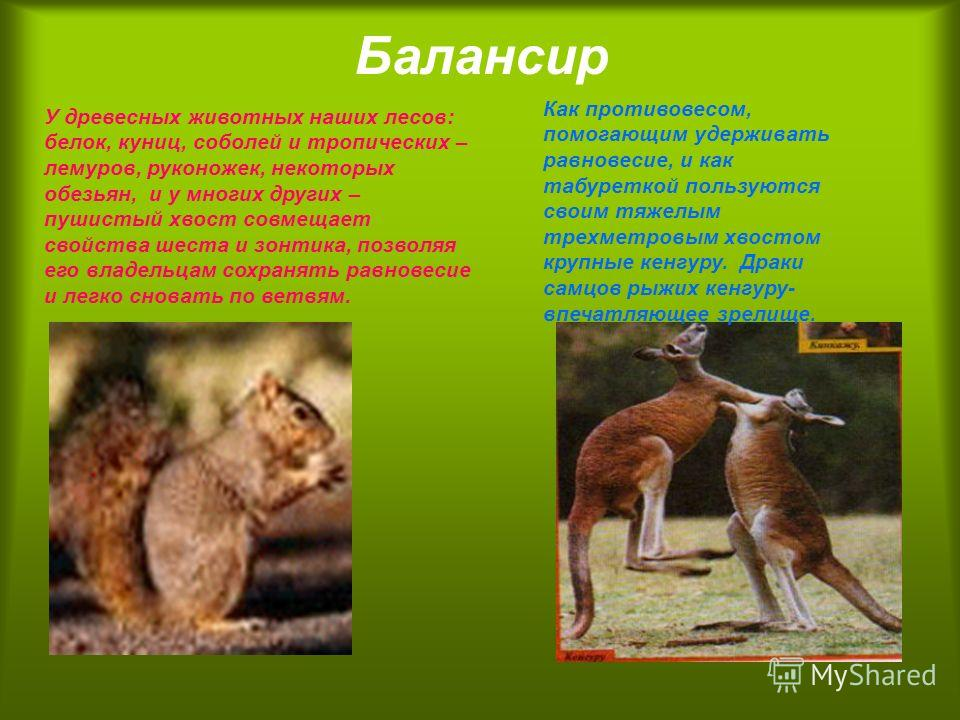 Балансир
У древесных животных наших лесов:
белок, куниц, соболей и тропических –
лемуров, руконожек, некоторых
обезьян, и у многих других –
пушистый хвост совмещает
свойства шеста и зонтика, позволяя
его владельцам сохранять равновесие
и легко сновать по ветвям.
Как противовесом,
помогающим удерживать
равновесие, и как
табуреткой пользуются
своим тяжелым
трехметровым хвостом
крупные кенгуру. Драки
самцов рыжих кенгуру-
впечатляющее зрелище.
Кинкажу.
Кенгуру
MyShared